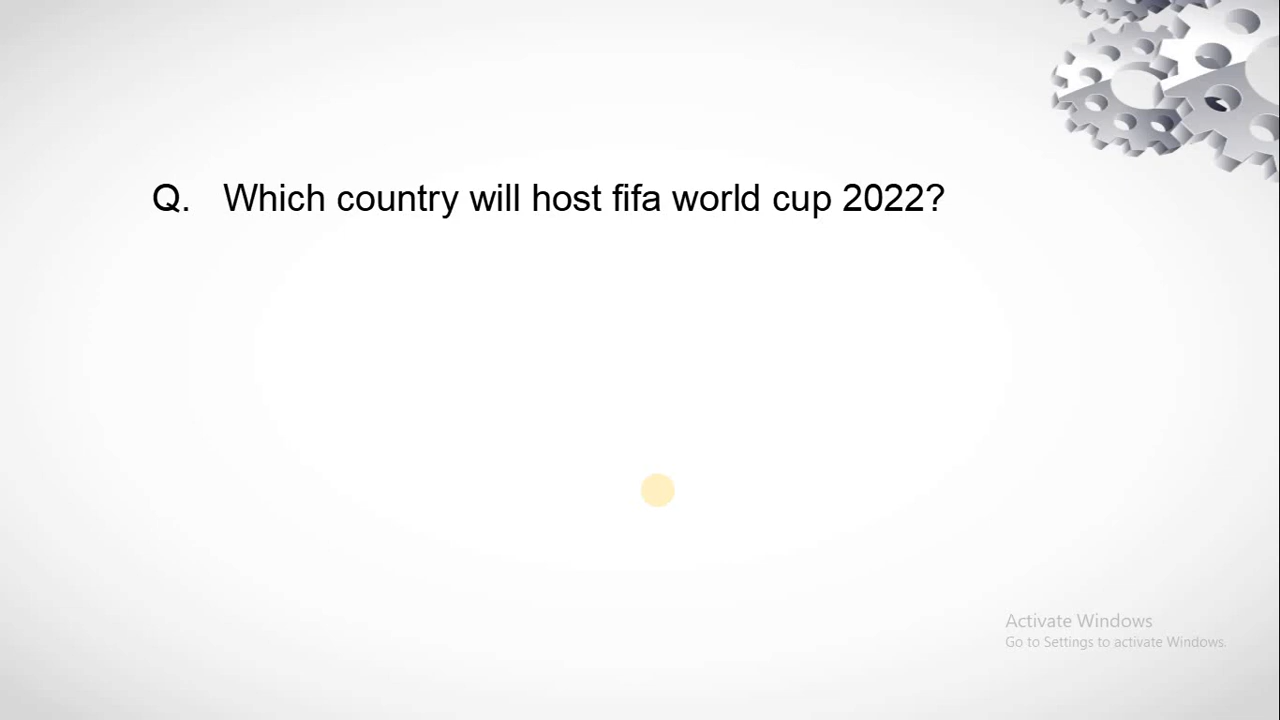 Q. Which country will host fifa world cup 2022?
Activate Windows
Go to Settings to activate Windows.